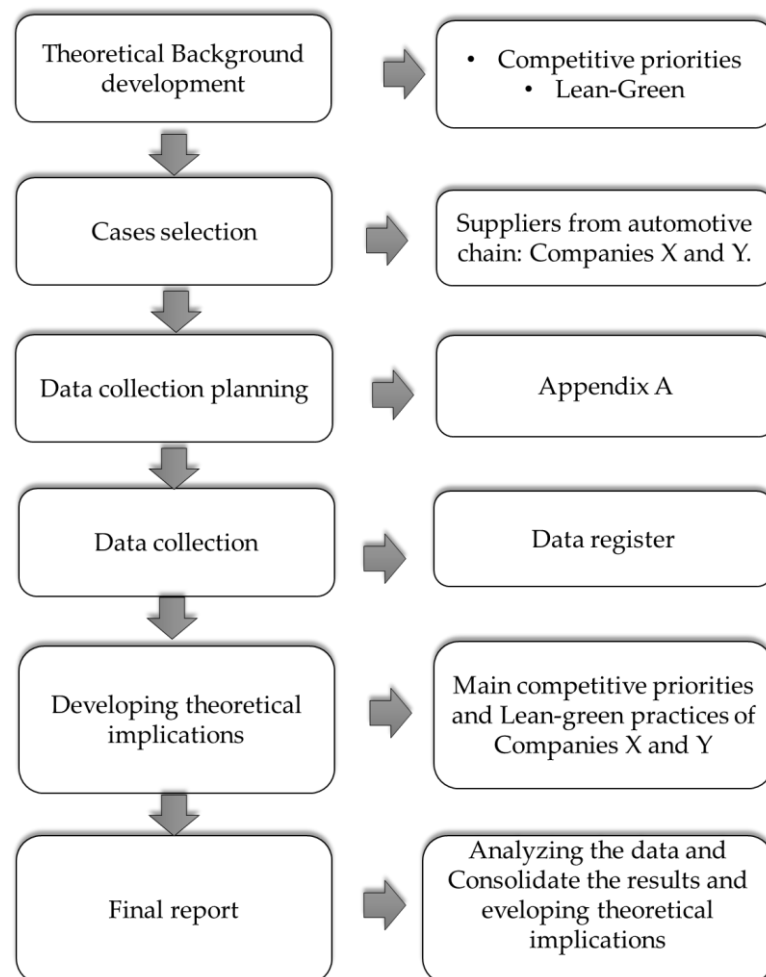 Theoretical Background
development
• Competitive priorities
• Lean-Green
Cases selection
Suppliers from automotive
chain: Companies X and Y.
Data collection planning
Appendix A
Data collection
Data register
Developing theoretical
implications
Main competitive priorities
and Lean-green practices of
Companies X and Y
Final report
Analyzing the data and
Consolidate the results and
eveloping theoretical
implications